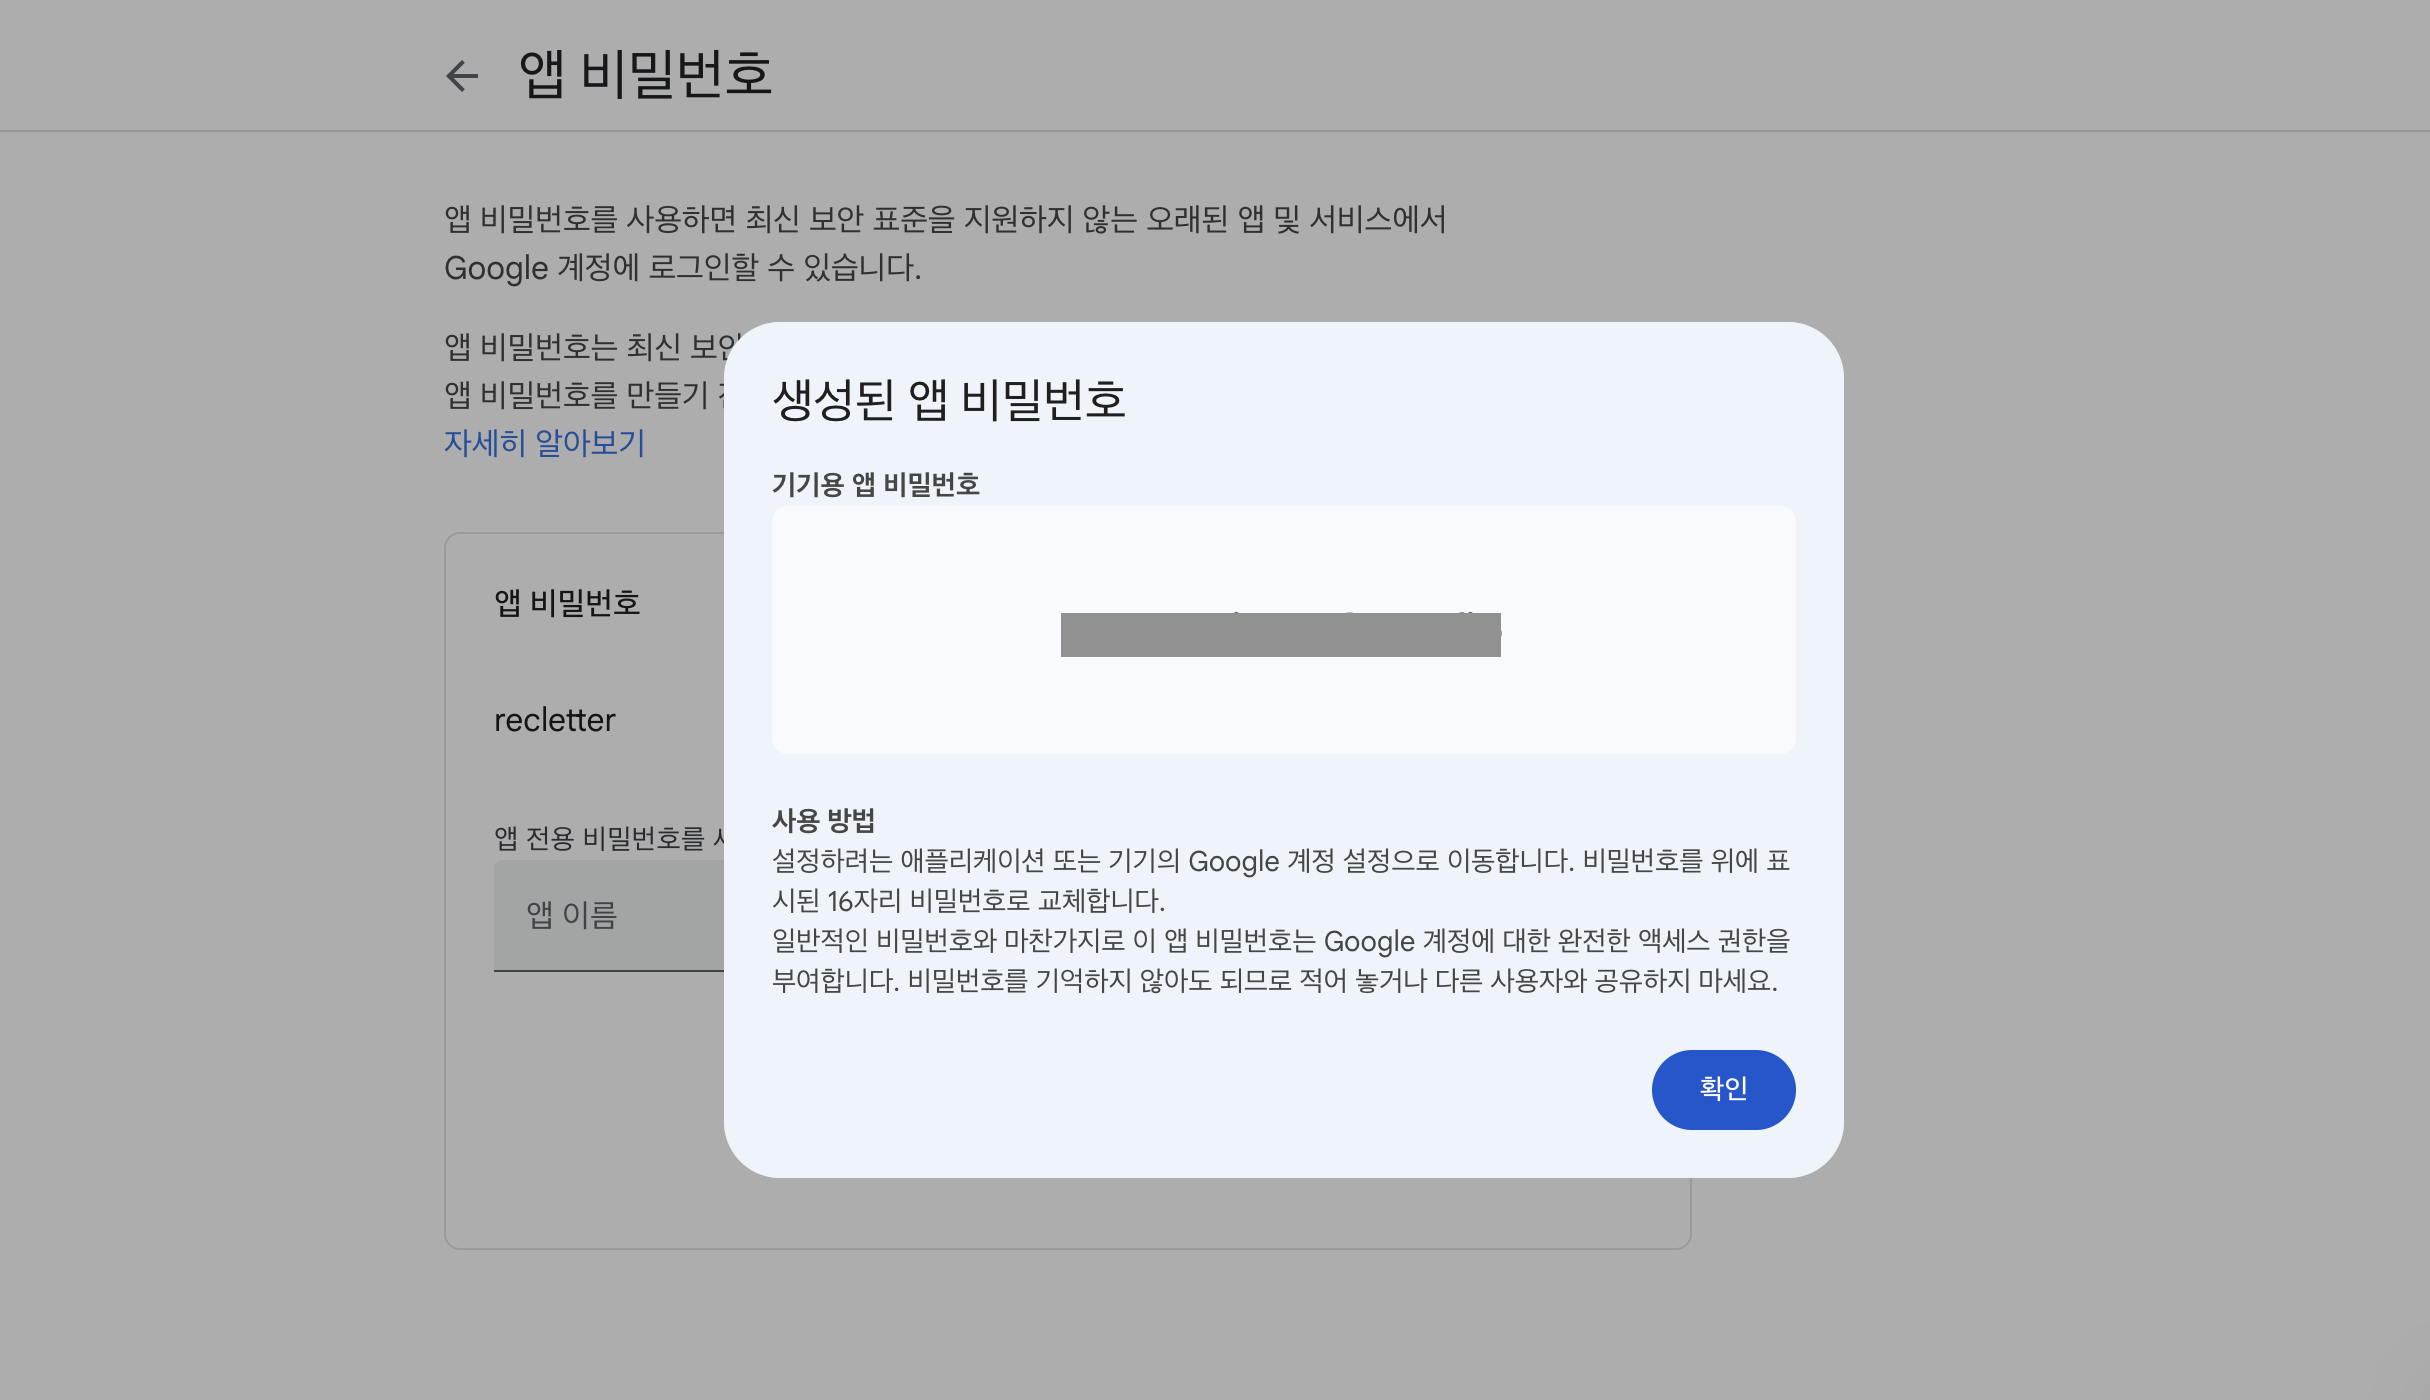 앱 비밀번호
앱 비밀번호를 사용하면 최신 보안 표준을 지원하지 않는 오래된 앱 및 서비스에서
Google 계정에 로그인할 수 있습니다.
앱 비밀번호는 최신
앱 비밀번호를 만들기
자세히 알아보기
앱 비밀번호
recletter
앱 전용 비밀번호를
앱 이름
생성된 앱 비밀번호
기기용 앱 비밀번호
사용 방법
설정하려는 애플리케이션 또는 기기의 Google 계정 설정으로 이동합니다. 비밀번호를 위에 표
시된 16자리 비밀번호로 교체합니다.
일반적인 비밀번호와 마찬가지로 이 앱 비밀번호는 Google 계정에 대한 완전한 액세스 권한을
부여합니다. 비밀번호를 기억하지 않아도 되므로 적어 놓거나 다른 사용자와 공유하지 마세요.
확인